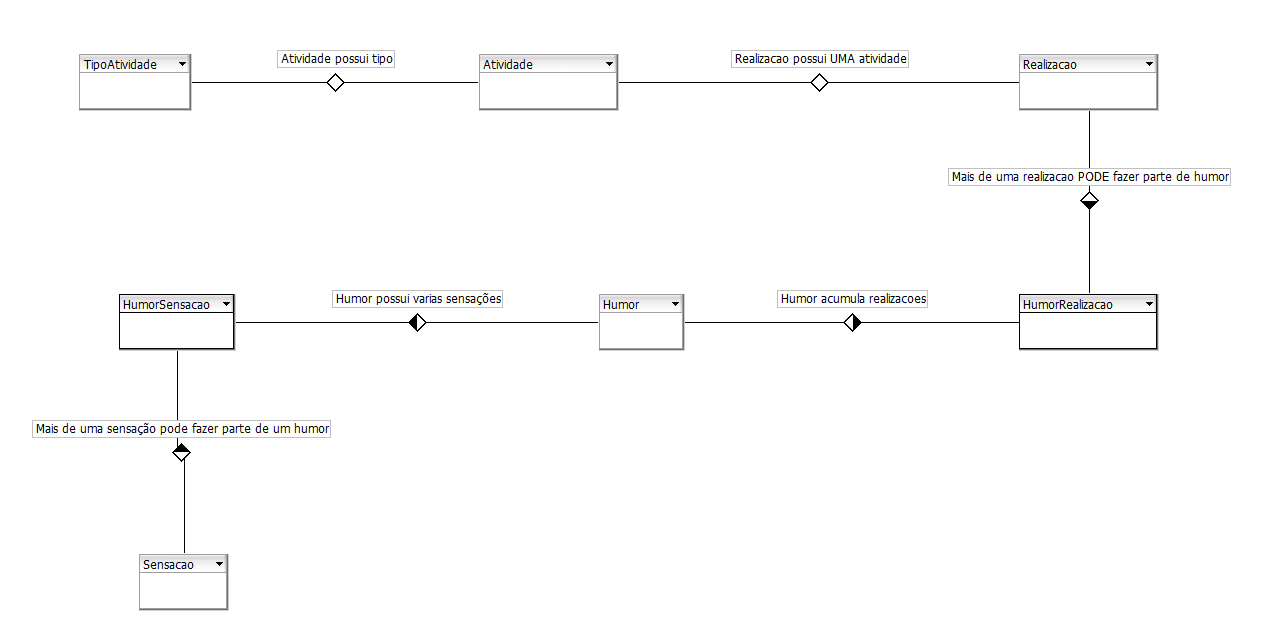 Atividade possui tipo
Realizacao possui UMA atividade
TipoAtividade
Atividade
Realizacao
Mais de uma realizacao PODE fazer parte de humor
Humor possui varias sensações
Humor acumula realizacoes
HumorSensacao
Humor
HumorRealizacao
Mais de uma sensação pode fazer parte de um humor
Sensacao